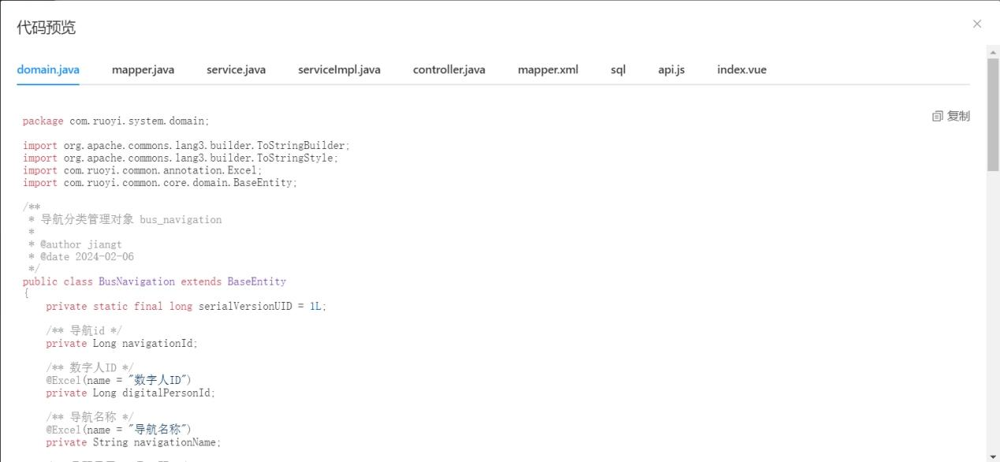 代码预览
domain.java mapper.java service.java serviceImpl.java controller.java mapper.xml sql api.js index.vue
复制
package com.ruoyi.system.domain;
import org.apache.commons.lang3.builder.ToStringBuilder;
import org.apache.commons.lang3.builder.ToStringStyle;
import com.ruoyi.common.annotation.Excel;
import com.ruoyi.common.core.domain.BaseEntity;
/**
* 导航分类管理对象 bus_navigation
*
* @author jiangt
* @date 2024-02-06
*/
public class BusNavigation extends BaseEntity
{
private static final long serialVersionUID = 1L;
/** 导航id */
private Long navigationId;
/** 数字人ID */
@Excel(name = "数字人ID")
private Long digitalPersonId;
/** 导航名称 */
@Excel(name = "导航名称")
private String navigationName;